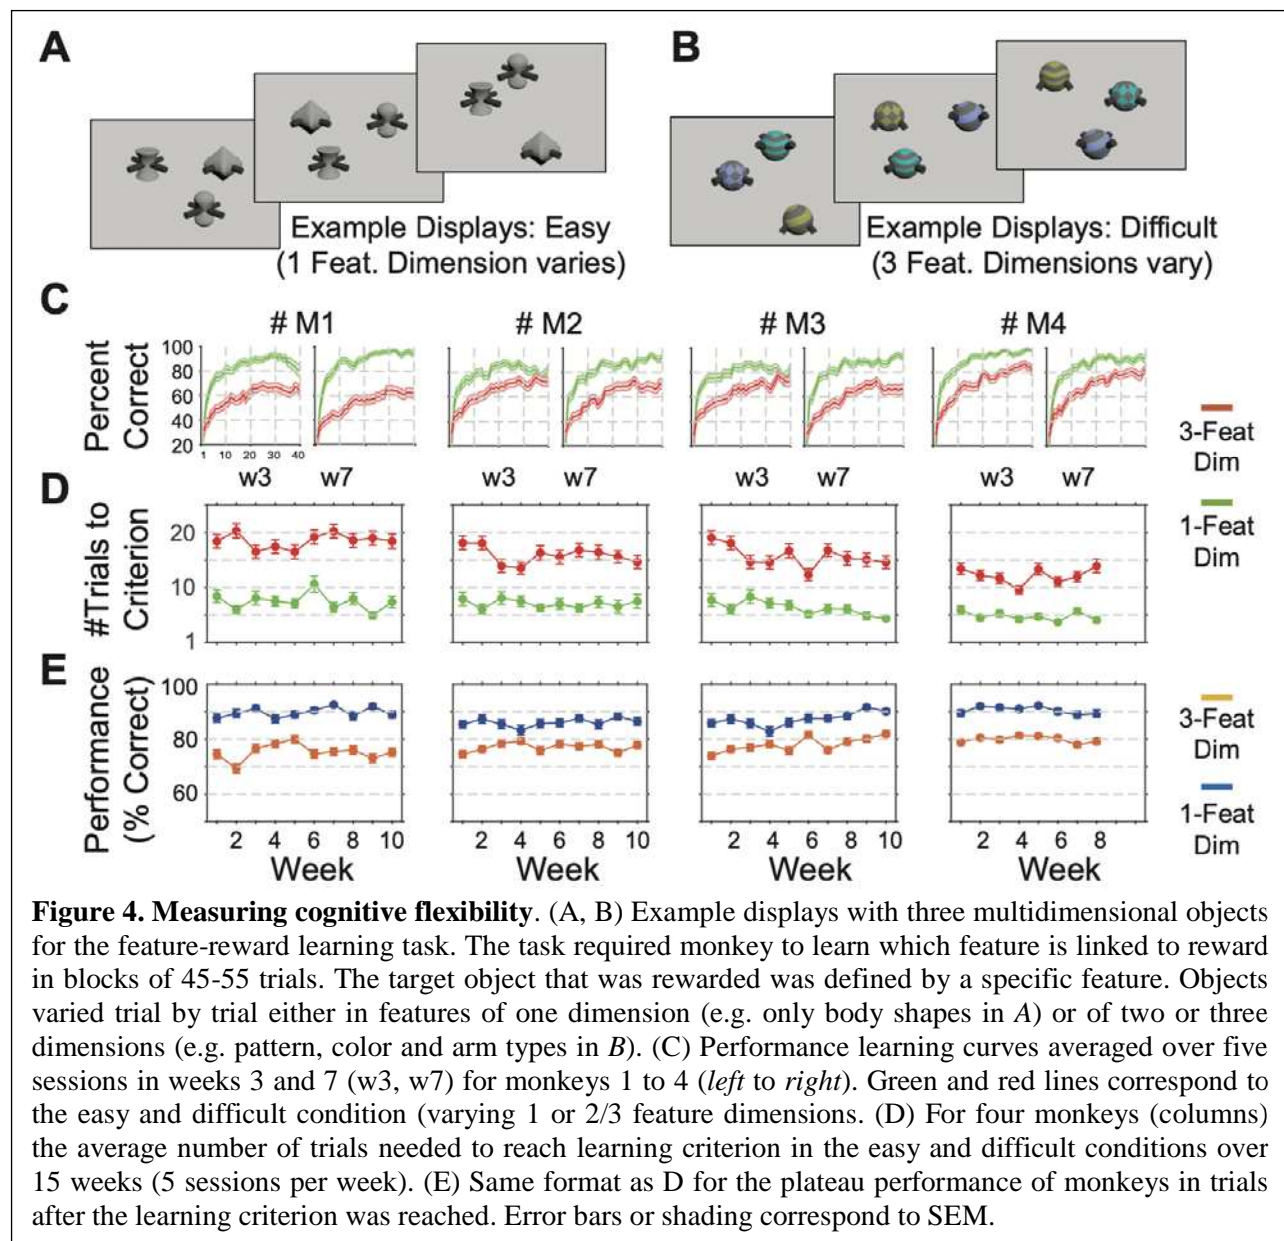 A
B
Example Displays: Easy
(1 Feat. Dimension varies)
Example Displays: Difficult
(3 Feat. Dimensions vary)
C
# M1
# M2
# M3
# M4
Percent
Correct
100
80
60
40
20
1 10 20 30 40
w3 w7
w3 w7
w3 w7
w3 w7
3-Feat
Dim
1-Feat
Dim
D
#Trials to
Criterion
20
10
1
E
Performance
(% Correct)
100
80
60
2 4 6 8 10
2 4 6 8 10
2 4 6 8 10
2 4 6 8
Week
Week
Week
Week
3-Feat
Dim
1-Feat
Dim
Figure 4. Measuring cognitive flexibility. (A, B) Example displays with three multidimensional objects
for the feature-reward learning task. The task required monkey to learn which feature is linked to reward
in blocks of 45-55 trials. The target object that was rewarded was defined by a specific feature. Objects
varied trial by trial either in features of one dimension (e.g. only body shapes in A) or of two or three
dimensions (e.g. pattern, color and arm types in B). (C) Performance learning curves averaged over five
sessions in weeks 3 and 7 (w3, w7) for monkeys 1 to 4 (left to right). Green and red lines correspond to
the easy and difficult condition (varying 1 or 2/3 feature dimensions. (D) For four monkeys (columns)
the average number of trials needed to reach learning criterion in the easy and difficult conditions over
15 weeks (5 sessions per week). (E) Same format as D for the plateau performance of monkeys in trials
after the learning criterion was reached. Error bars or shading correspond to SEM.